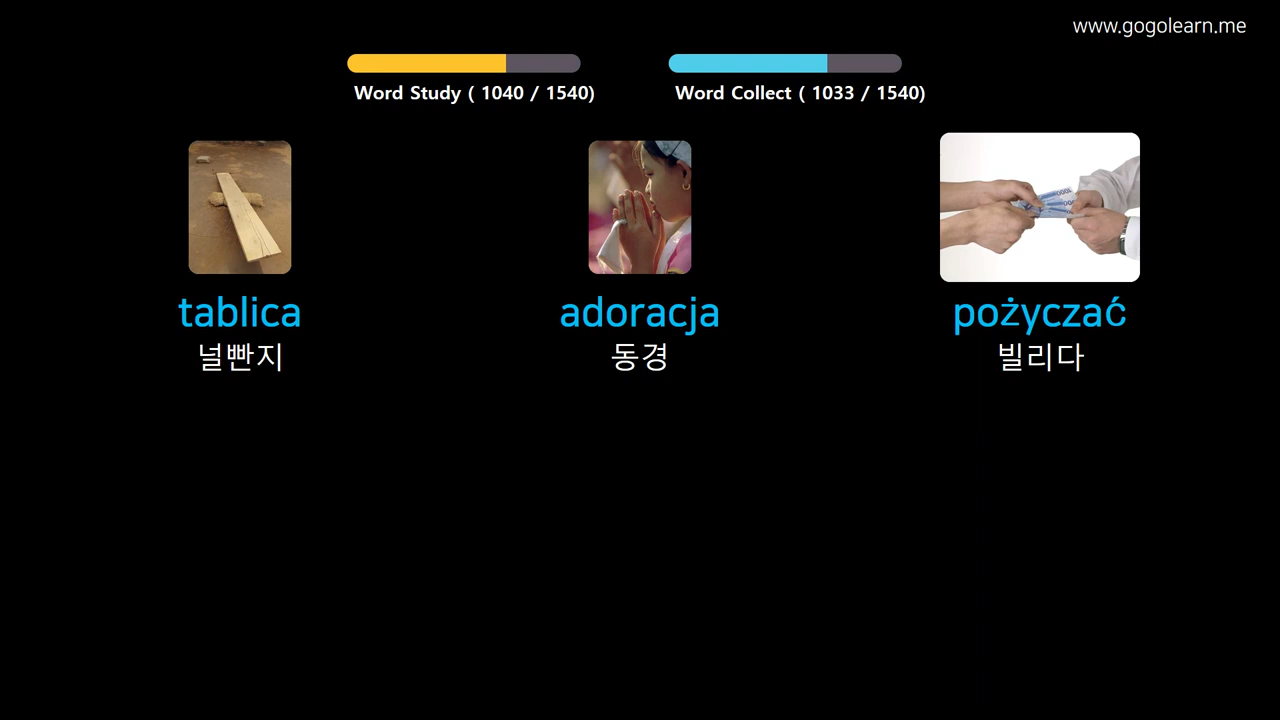 www.gogolearn.me
Word Study ( 1040 / 1540)
Word Collect ( 1033 / 1540)
tablica
널빤지
adoracja
동경
pożyczać
빌리다